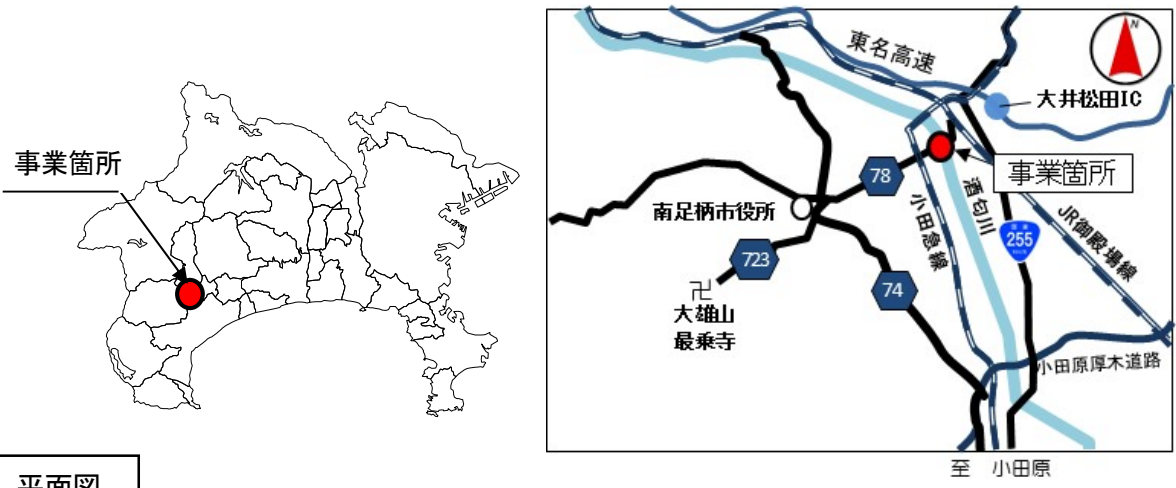 事業箇所
東名高速
N
大井松田IC
事業箇所
78
酒匂川
小田急線
南足柄市役所
255
JR御殿場線
723
卍
大雄山
最乗寺
74
小田原厚木道路
至 小田原
平面図